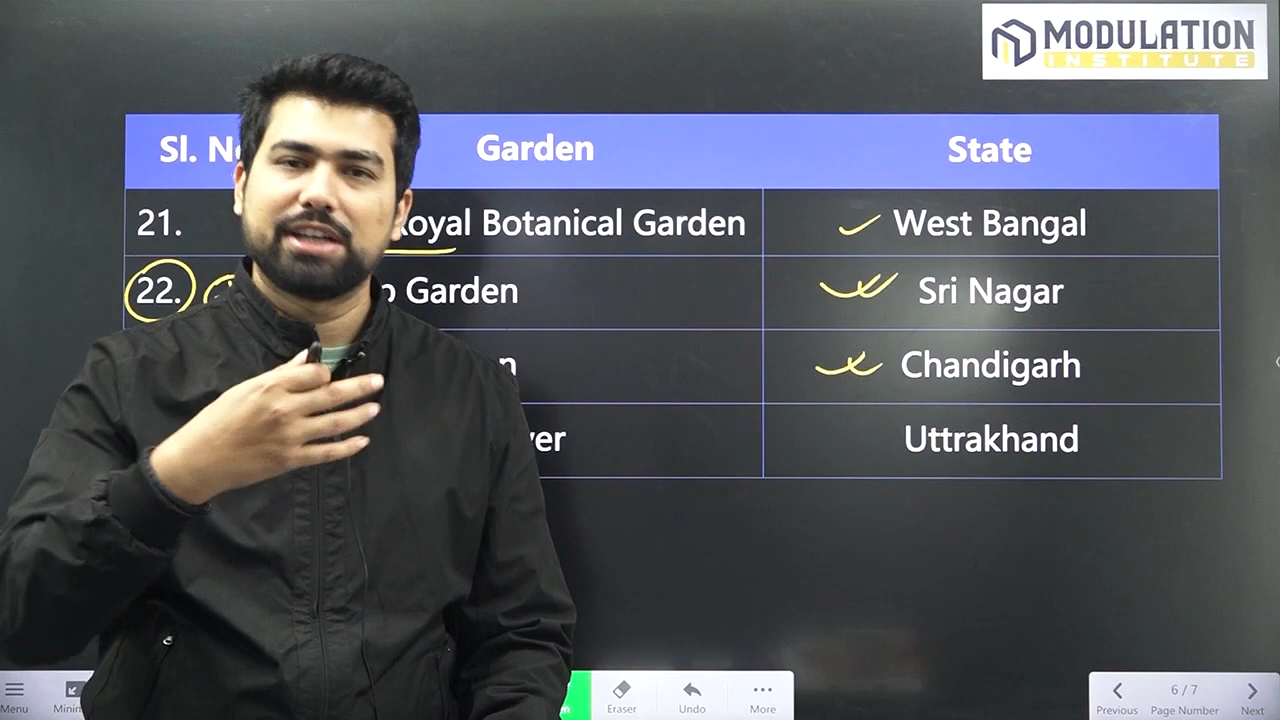 MODULATION
INSTITUTE
Sl. Garden State
21. Royal Botanical Garden West Bangal
22. Garden Sri Nagar
Chandigarh
Uttrakhand
Menu Eraser Undo More Previous 6 / 7 Page Number Next